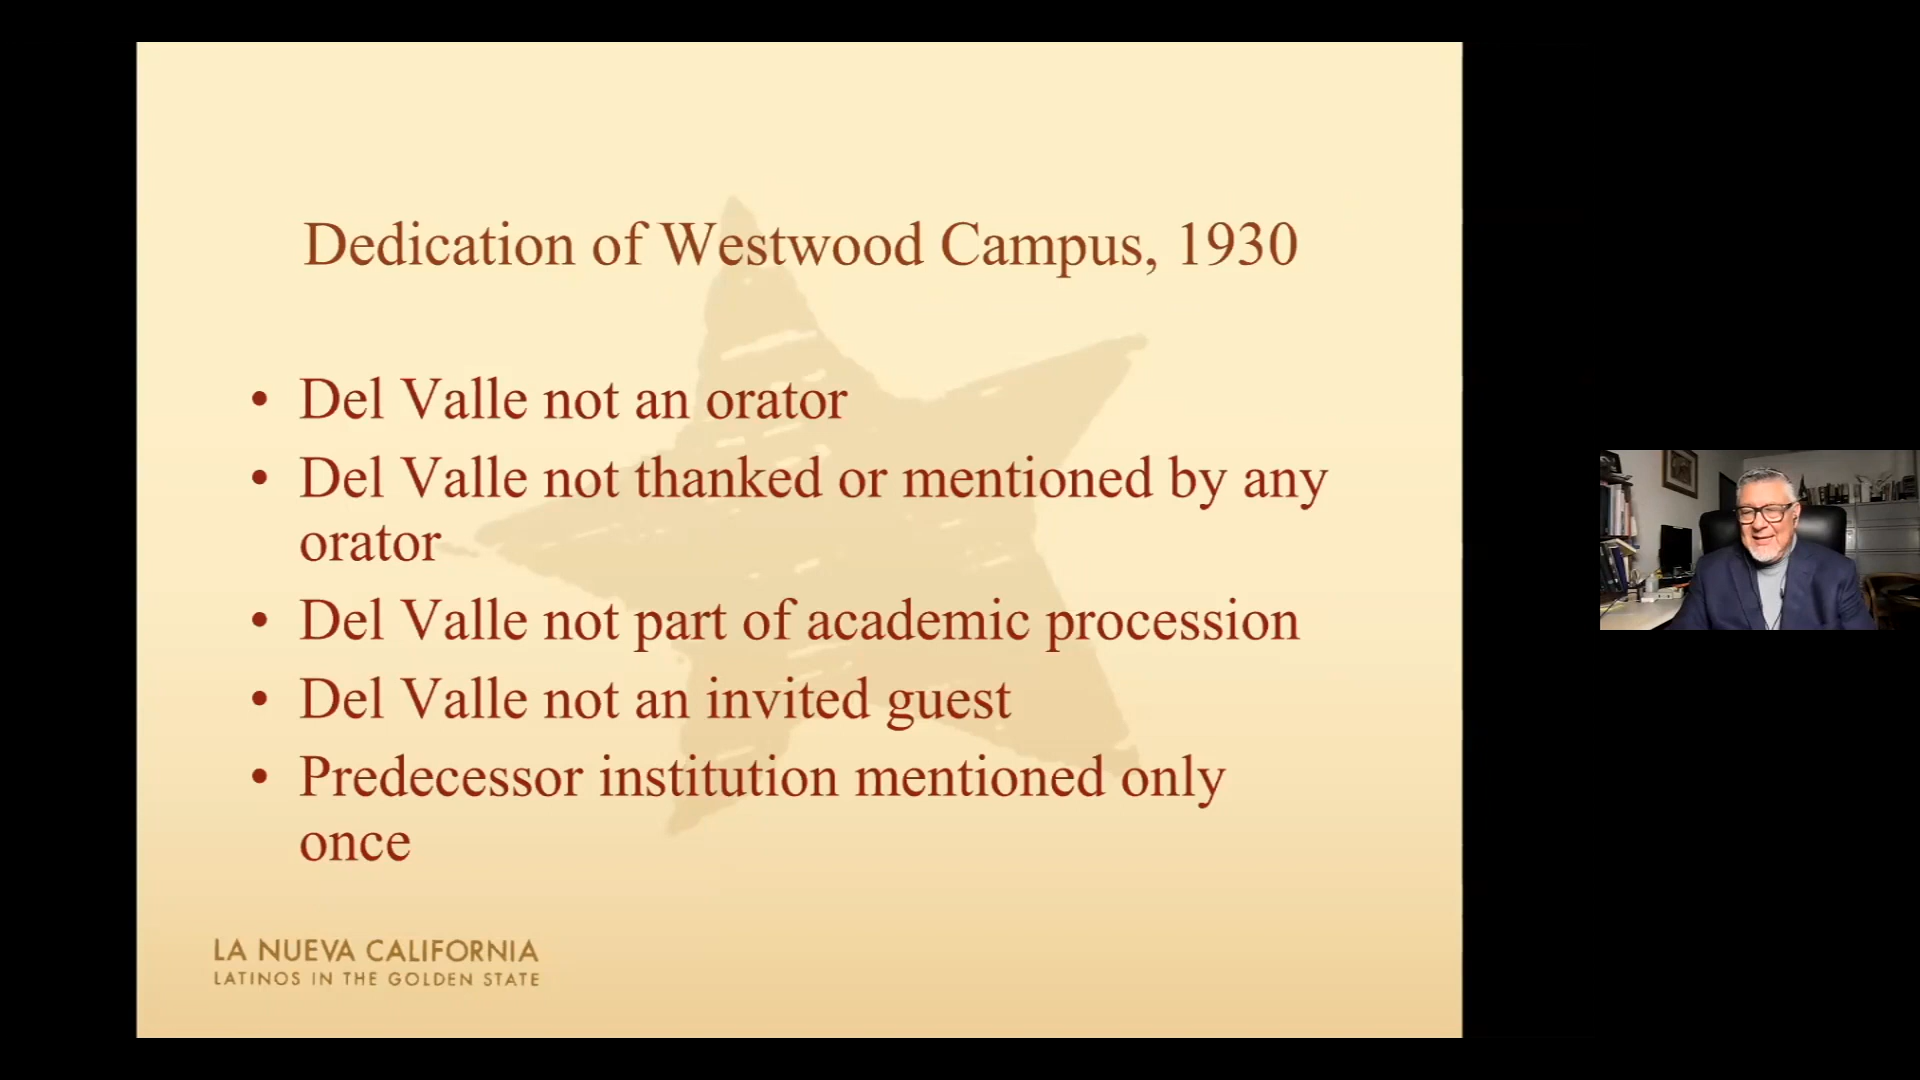 Dedication of Westwood Campus, 1930
• Del Valle not an orator
• Del Valle not thanked or mentioned by any
orator
• Del Valle not part of academic procession
• Del Valle not an invited guest
• Predecessor institution mentioned only
once
LA NUEVA CALIFORNIA
LATINOS IN THE GOLDEN STATE